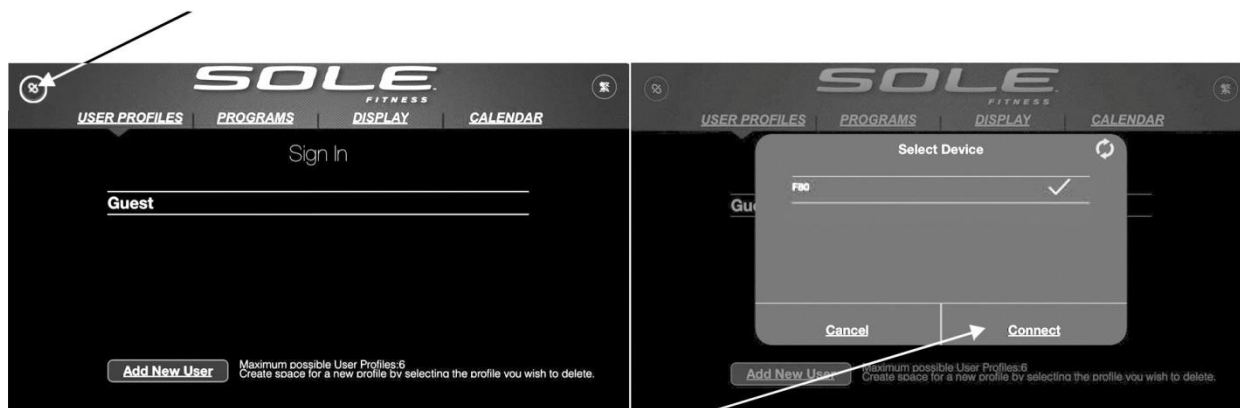 SOLE
FITNESS
USER PROFILES PROGRAMS DISPLAY CALENDAR
Sign In
Guest
Add New User
Maximum possible User Profiles:6
Create space for a new profile by selecting the profile you wish to delete.
SOLE
FITNESS
USER PROFILES PROGRAMS DISPLAY CALENDAR
Select Device
F80
Gu
Cancel Connect
Add New User
Maximum possible User Profiles:6
Create space for a new profile by selecting the profile you wish to delete.